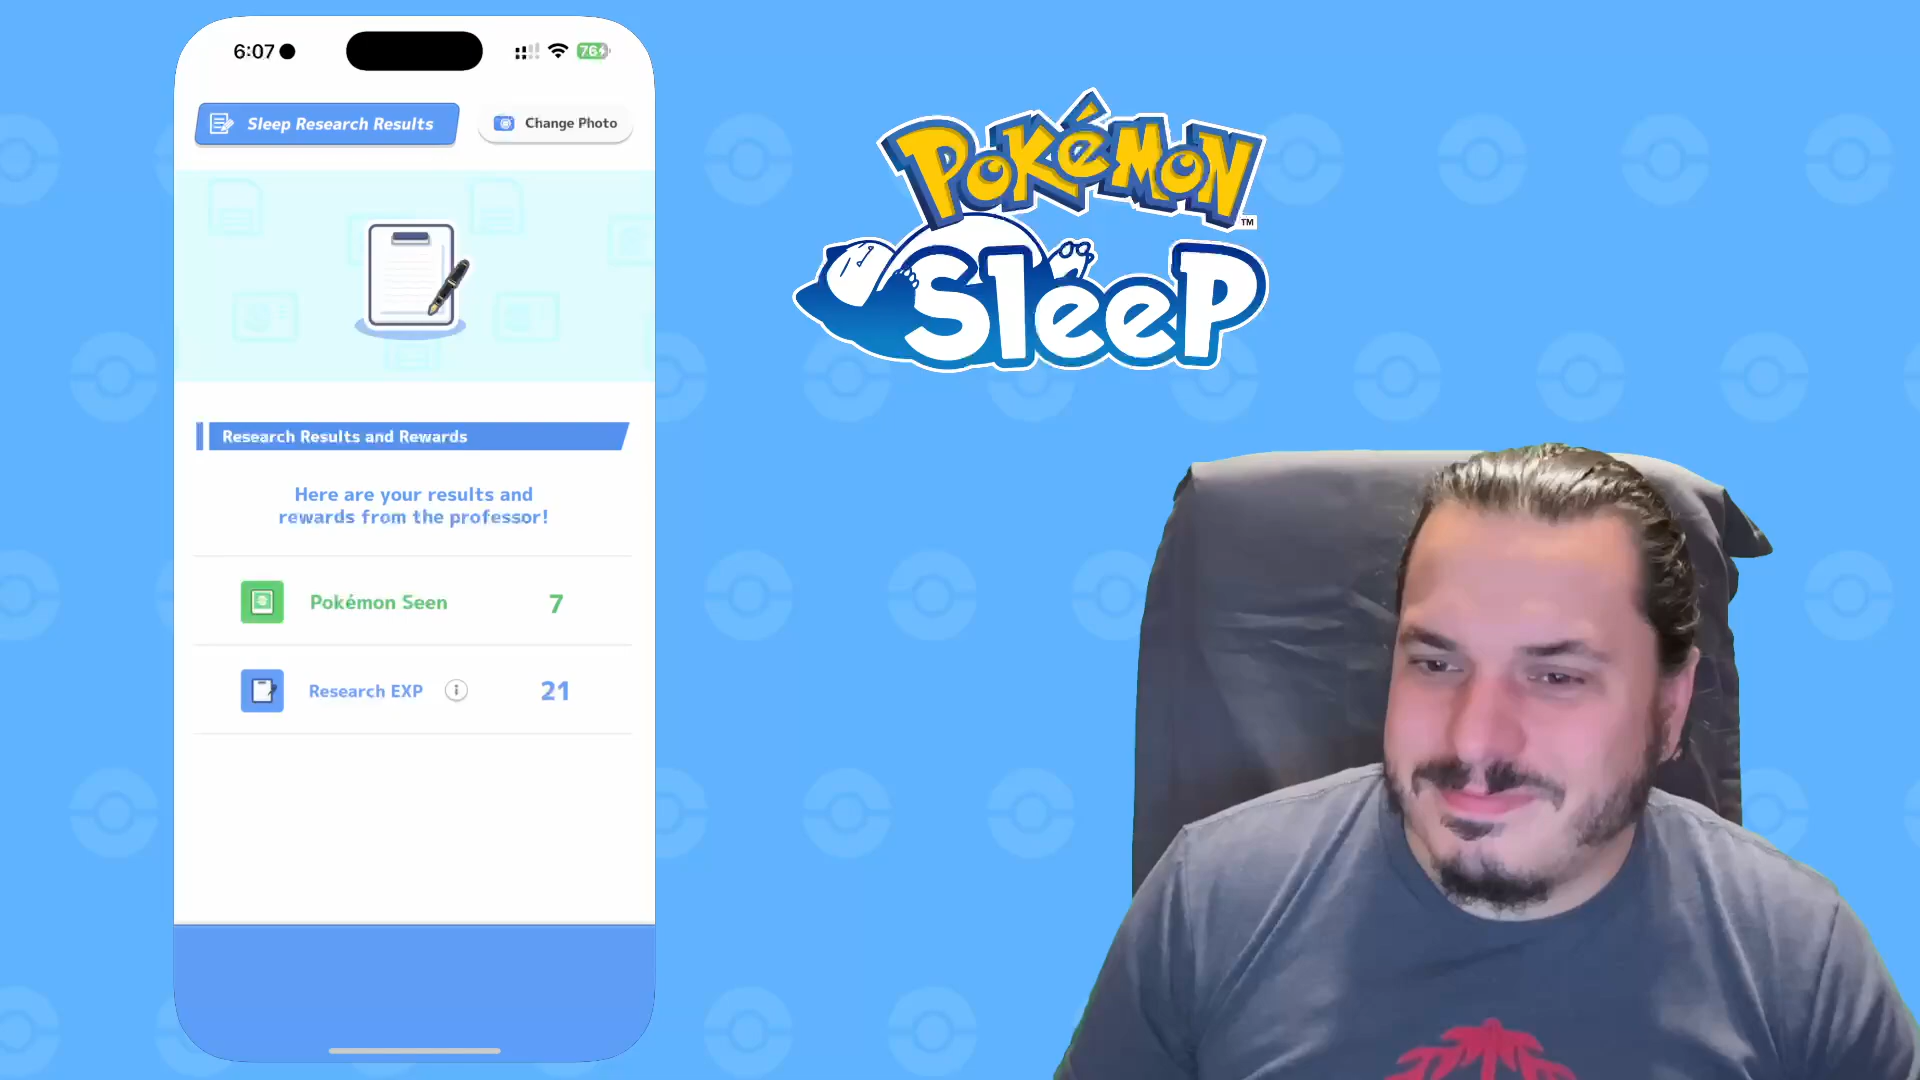 6:07
76
Sleep Research Results
Change Photo
POKéMON
TM
Sleep
Research Results and Rewards
Here are your results and
rewards from the professor!
Pokémon Seen 7
Research EXP 21